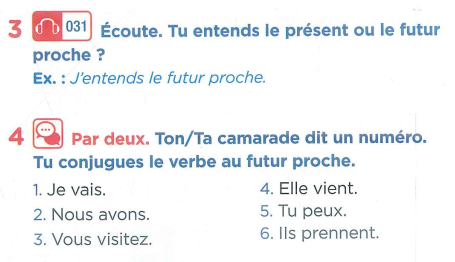 3 031 Écoute. Tu entends le présent ou le futur
proche ?
Ex. : J'entends le futur proche.
4 Par deux. Ton/Ta camarade dit un numéro.
Tu conjugues le verbe au futur proche.
1. Je vais.
2. Nous avons.
3. Vous visitez.
4. Elle vient.
5. Tu peux.
6. Ils prennent.